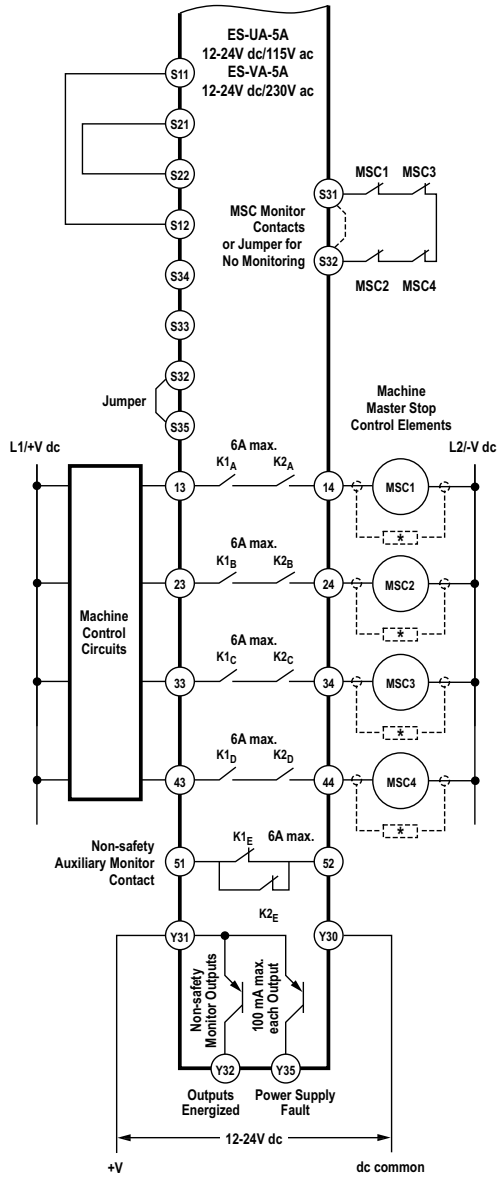 ES-UA-5A
12-24V dc/115V ac
ES-VA-5A
12-24V dc/230V ac
S11
S21
S22
S12
S34
S33
S32
S35
Jumper
MSC Monitor
Contacts
or Jumper for
No Monitoring
S31
S32
MSC1 MSC3
MSC2 MSC4
Machine
Master Stop
Control Elements
L1/+V dc
L2/-V dc
Machine
Control
Circuits
6A max.
13 K1A K2A 14 MSC1
*
6A max.
23 K1B K2B 24 MSC2
*
6A max.
33 K1C K2C 34 MSC3
*
6A max.
43 K1D K2D 44 MSC4
*
Non-safety
Auxiliary Monitor
Contact
51 K1E 6A max. 52
K2E
Y31
Y30
Non-safety
Monitor Outputs
100 mA max.
each Output
Y32
Y35
Outputs
Energized
Power Supply
Fault
12-24V dc
+V
dc common